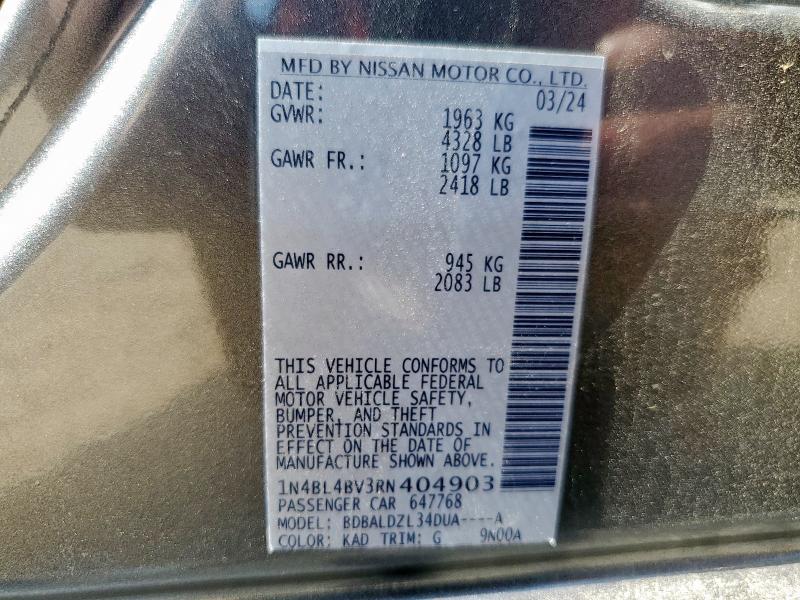 MFD BY NISSAN MOTOR CO., LTD.
DATE: 03/24
GVWR: 1963 KG
4328 LB
GAWR FR.: 1097 KG
2418 LB
GAWR RR.: 945 KG
2083 LB
THIS VEHICLE CONFORMS TO
ALL APPLICABLE FEDERAL
MOTOR VEHICLE SAFETY,
BUMPER, AND THEFT
PREVENTION STANDARDS IN
EFFECT ON THE DATE OF
MANUFACTURE SHOWN ABOVE.
1N4BL4BV3RN404903
PASSENGER CAR 647768
MODEL: BDBALDZL34DUA----A
COLOR: KAD TRIM: G 9N00A